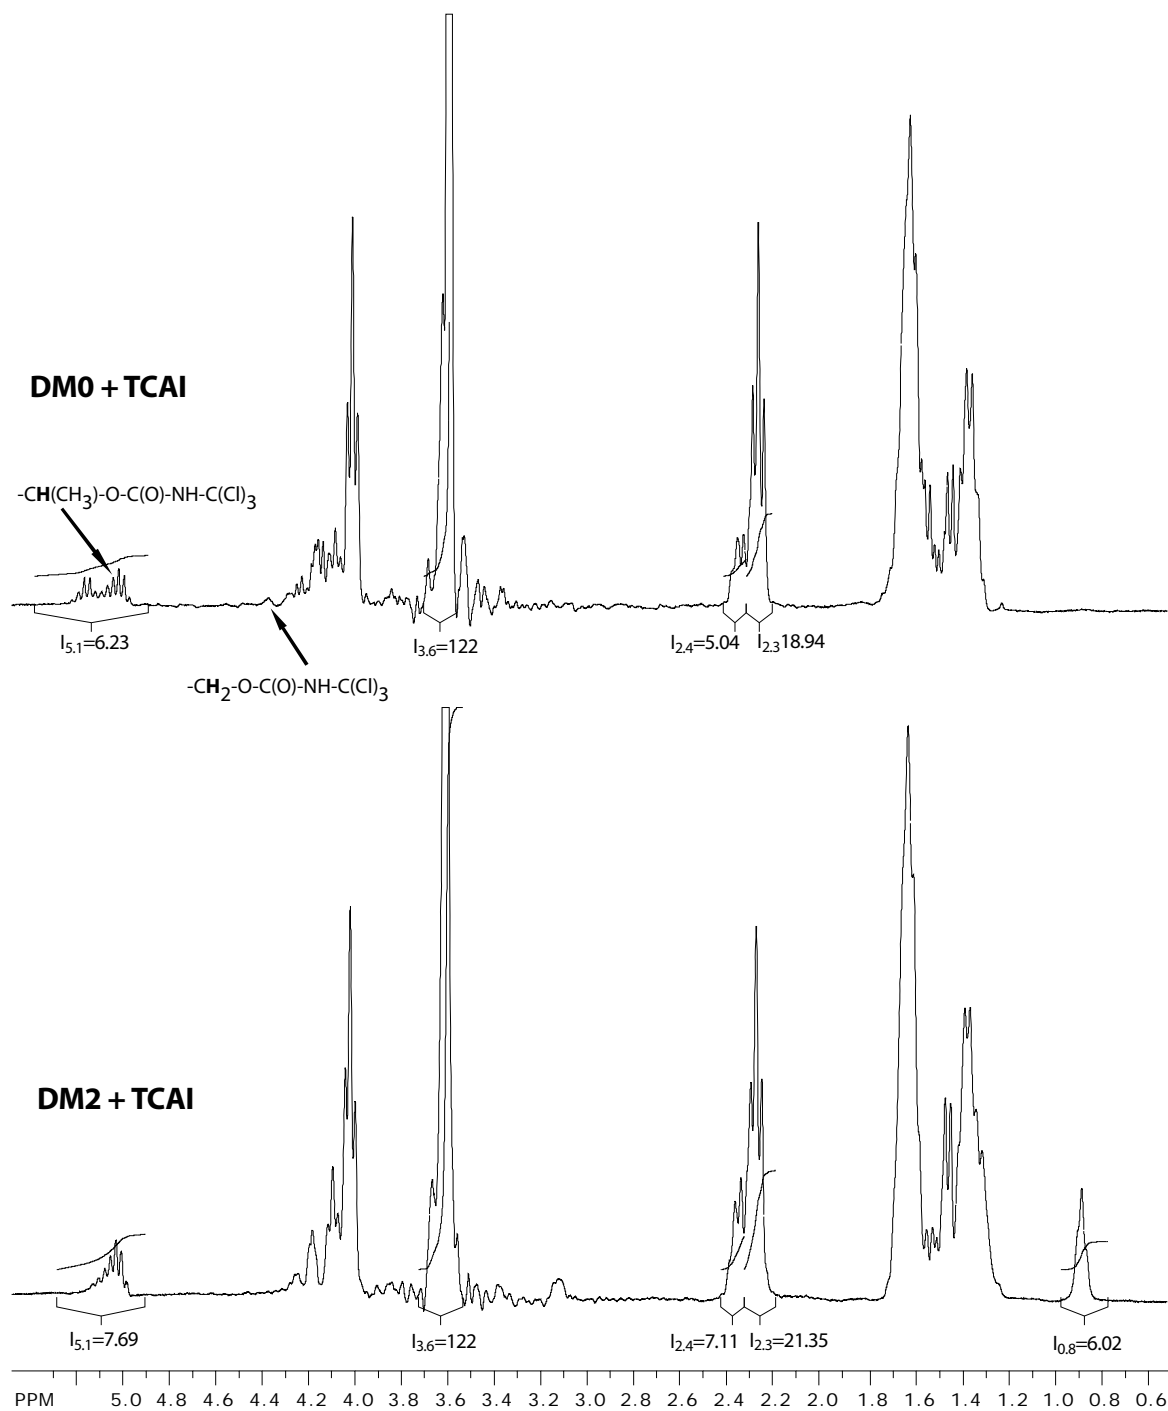 DM0 + TCAI
-CH(CH3)-O-C(O)-NH-C(Cl)3
I5.1=6.23
I3.6=122
I2.4=5.04
I2.318.94
-CH2-O-C(O)-NH-C(Cl)3
DM2 + TCAI
I5.1=7.69
I3.6=122
I2.4=7.11
I2.3=21.35
I0.8=6.02
PPM 5.0 4.8 4.6 4.4 4.2 4.0 3.8 3.6 3.4 3.2 3.0 2.8 2.6 2.4 2.2 2.0 1.8 1.6 1.4 1.2 1.0 0.8 0.6